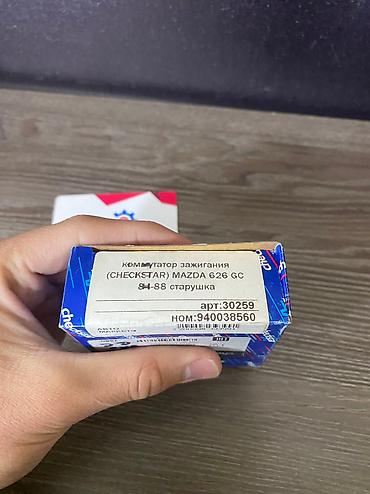 коммутатор зажигания
(CHECKSTAR) MAZDA 626 GC
84-88 старушка
арт:30259
НОМ:940038560